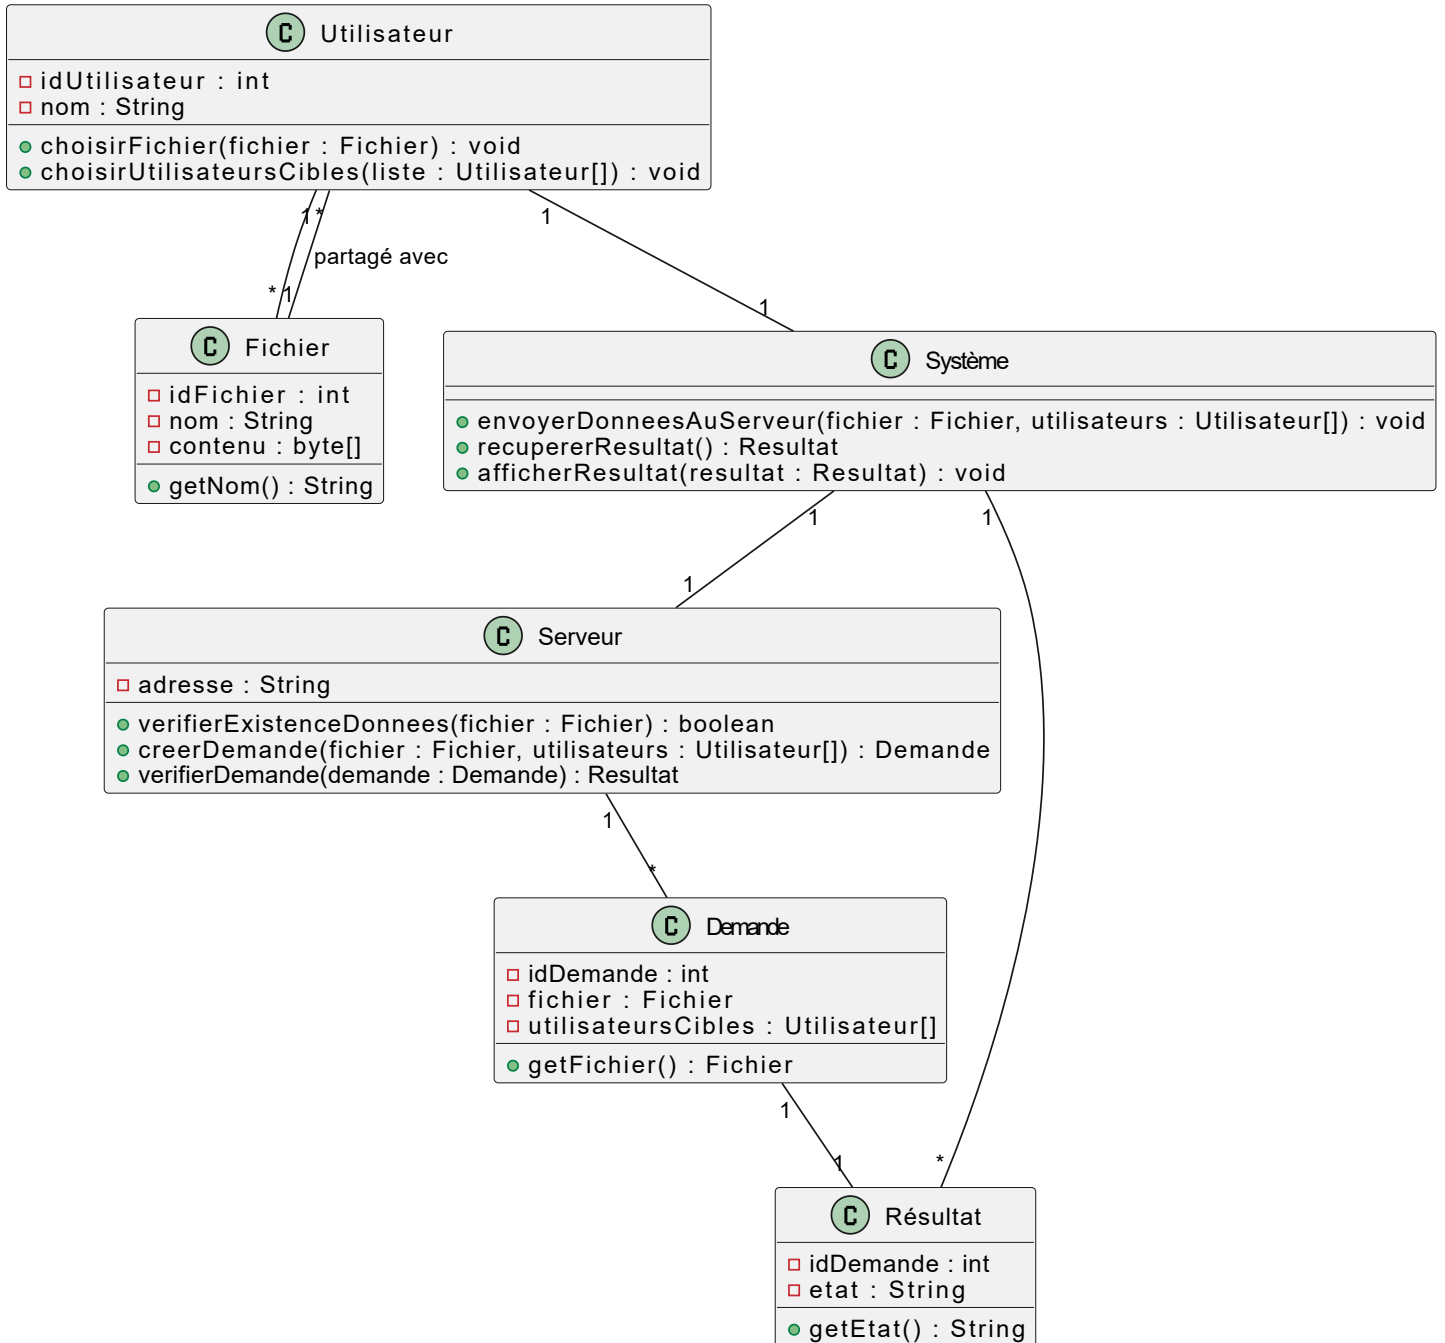 C Utilisateur
idUtilisateur : int
nom : String
choisirFichier(fichier : Fichier) : void
choisirUtilisateursCibles(liste : Utilisateur[]) : void
1 *
1
partagé avec
* 1
1
C Fichier
idFichier : int
nom : String
contenu : byte[]
getNom() : String
C Système
envoyerDonneesAuServeur(fichier : Fichier, utilisateurs : Utilisateur[]) : void
recupererResultat() : Resultat
afficherResultat(resultat : Resultat) : void
1
1
1
C Serveur
adresse : String
verifierExistenceDonnees(fichier : Fichier) : boolean
creerDemande(fichier : Fichier, utilisateurs : Utilisateur[]) : Demande
verifierDemande(demande : Demande) : Resultat
1
*
C Demande
idDemande : int
fichier : Fichier
utilisateursCibles : Utilisateur[]
getFichier() : Fichier
1
1
*
C Résultat
idDemande : int
etat : String
getEtat() : String